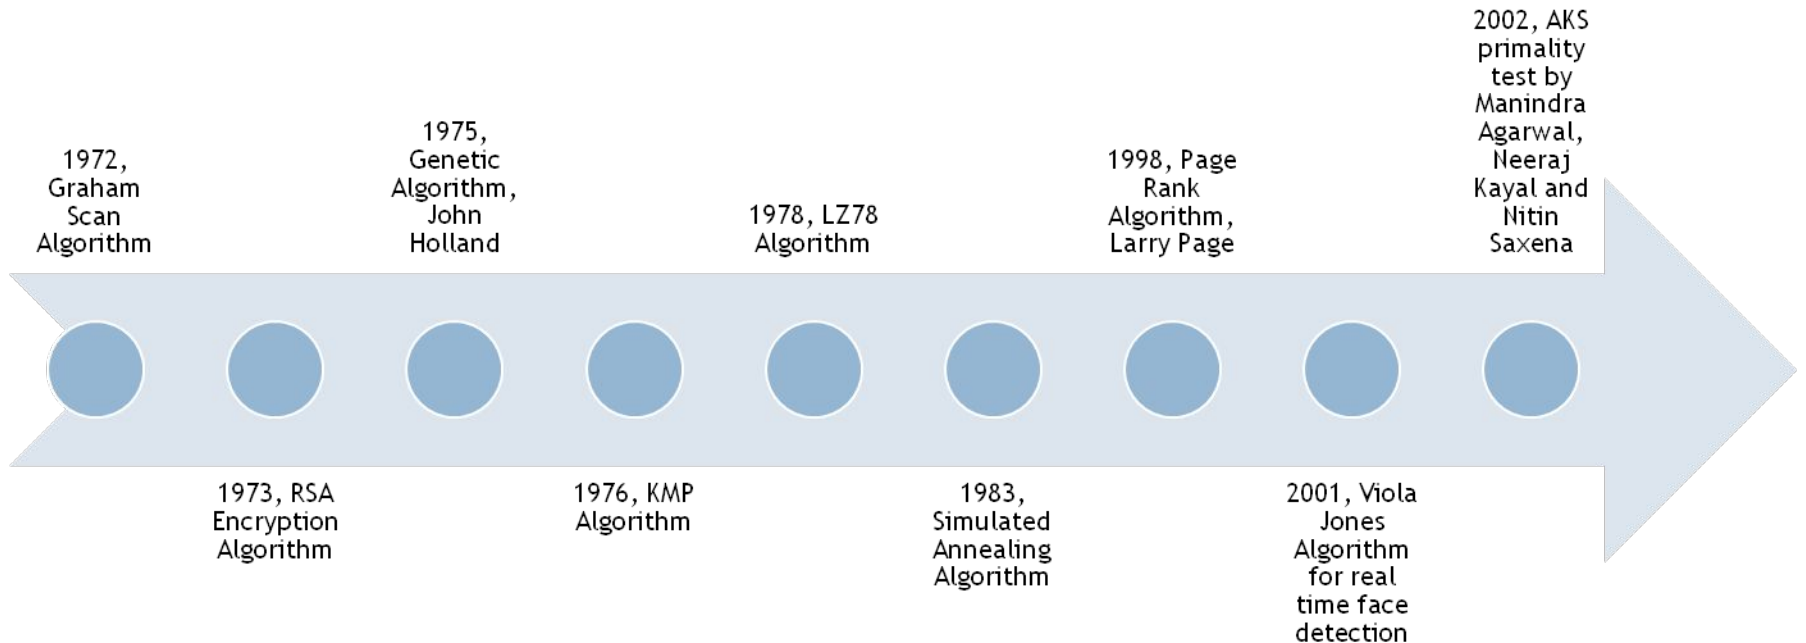 1972,
Graham
Scan
Algorithm
1973, RSA
Encryption
Algorithm
1975,
Genetic
Algorithm,
John
Holland
1976, KMP
Algorithm
1978, LZ78
Algorithm
1983,
Simulated
Annealing
Algorithm
1998, Page
Rank
Algorithm,
Larry Page
2001, Viola
Jones
Algorithm
for real
time face
detection
2002, AKS
primality
test by
Manindra
Agarwal,
Neeraj
Kayal and
Nitin
Saxena